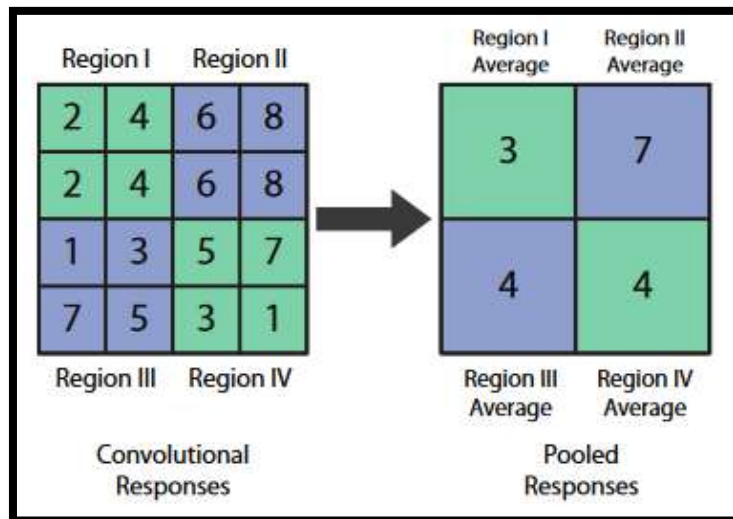 Region I Region II
2 4 6 8
2 4 6 8
1 3 5 7
7 5 3 1
Region III Region IV
Convolutional
Responses
Region I
Average
Region II
Average
3 7
4 4
Region III
Average
Region IV
Average
Pooled
Responses